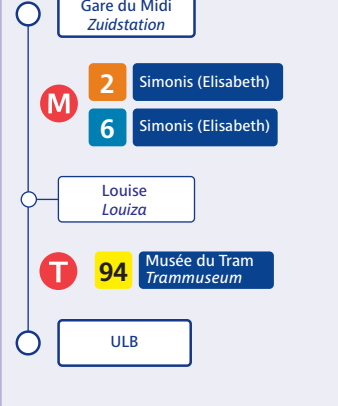 Gare du Midi
Zuidstation
M
2 Simonis (Elisabeth)
6 Simonis (Elisabeth)
Louise
Louiza
T
94 Musée du Tram
Trammuseum
ULB